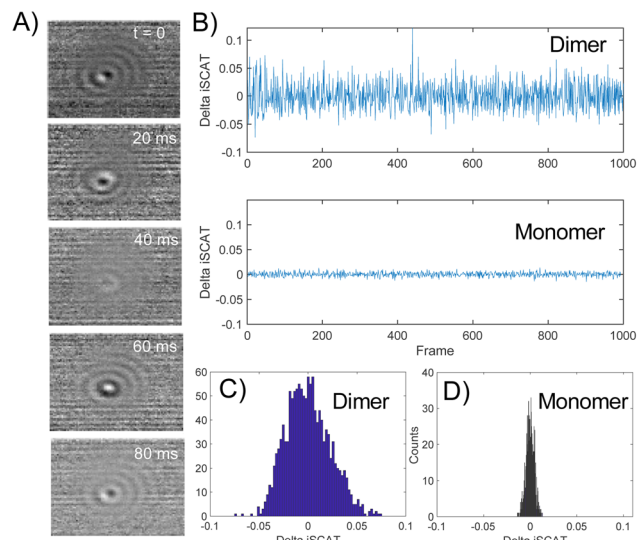 A)
t = 0
20 ms
40 ms
60 ms
80 ms
B)
Dimer
Delta iSCAT
0.1
0.05
0
-0.05
-0.1
0 200 400 600 800 1000
Monomer
Delta iSCAT
0.1
0.05
0
-0.05
-0.1
0 200 400 600 800 1000
Frame
C)
Dimer
60
50
40
30
20
10
0
-0.1 -0.05 0 0.05 0.1
Delta iSCAT
D)
Monomer
Counts
40
30
20
10
0
-0.1 -0.05 0 0.05 0.1
Delta iSCAT